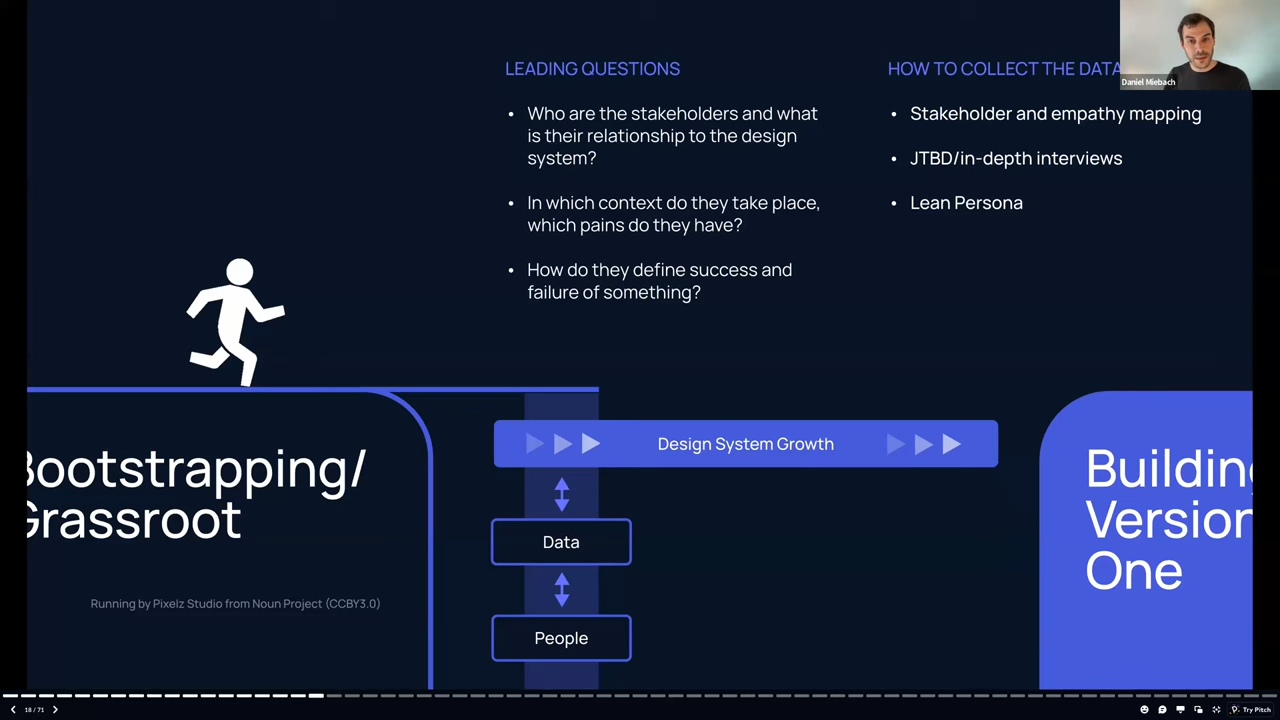 LEADING QUESTIONS
• Who are the stakeholders and what
is their relationship to the design
system?
• In which context do they take place,
which pains do they have?
• How do they define success and
failure of something?
HOW TO COLLECT THE DATA
• Stakeholder and empathy mapping
• JTBD/in-depth interviews
• Lean Persona
Daniel Miebach
Bootstrapping/
Grassroot
Running by Pixelz Studio from Noun Project (CCBY3.0)
Design System Growth
Data
People
Building
Version
One
18 / 71
Try Pitch